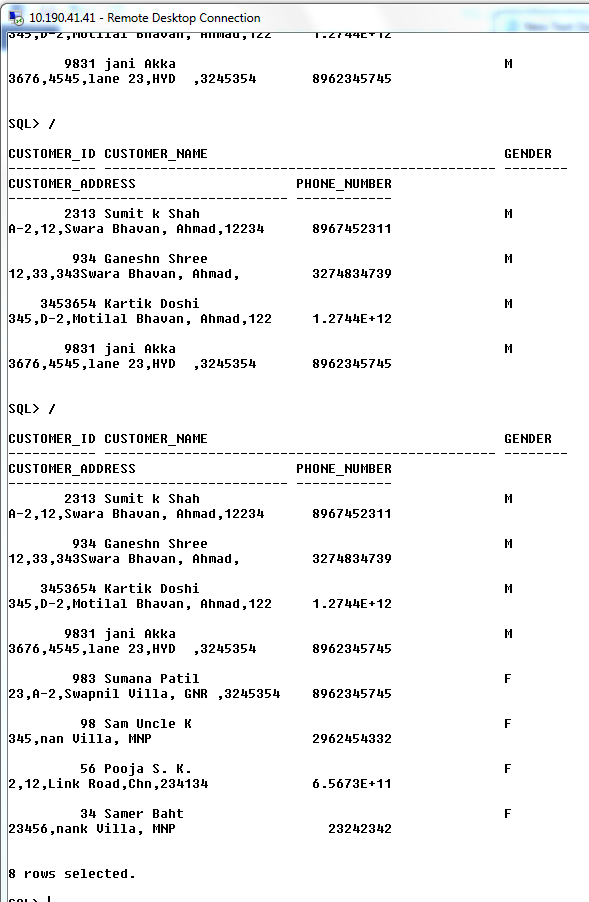 10.190.41.41 - Remote Desktop Connection
345,D-2,Motilal Bhavan, Ahmad,122 1.2744E+12
9831 jani Akka M
3676,4545,lane 23,HYD ,3245354 8962345745
SQL> /
CUSTOMER_ID CUSTOMER_NAME GENDER
----------- ------------------------------------------------- --------
CUSTOMER_ADDRESS PHONE_NUMBER
----------------------------------- ------------
2313 Sumit k Shah M
A-2,12,Swara Bhavan, Ahmad,12234 8967452311
934 Ganeshn Shree M
12,33,343Swara Bhavan, Ahmad, 3274834739
3453654 Kartik Doshi M
345,D-2,Motilal Bhavan, Ahmad,122 1.2744E+12
9831 jani Akka M
3676,4545,lane 23,HYD ,3245354 8962345745
SQL> /
CUSTOMER_ID CUSTOMER_NAME GENDER
----------- ------------------------------------------------- --------
CUSTOMER_ADDRESS PHONE_NUMBER
----------------------------------- ------------
2313 Sumit k Shah M
A-2,12,Swara Bhavan, Ahmad,12234 8967452311
934 Ganeshn Shree M
12,33,343Swara Bhavan, Ahmad, 3274834739
3453654 Kartik Doshi M
345,D-2,Motilal Bhavan, Ahmad,122 1.2744E+12
9831 jani Akka M
3676,4545,lane 23,HYD ,3245354 8962345745
983 Sumana Patil F
23,A-2,Swapnil Villa, GNR ,3245354 8962345745
98 Sam Uncle K F
345,nan Villa, MNP 2962454332
56 Pooja S. K. F
2,12,Link Road,Chn,234134 6.5673E+11
34 Samer Baht F
23456,nank Villa, MNP 23242342
8 rows selected.
SQL>